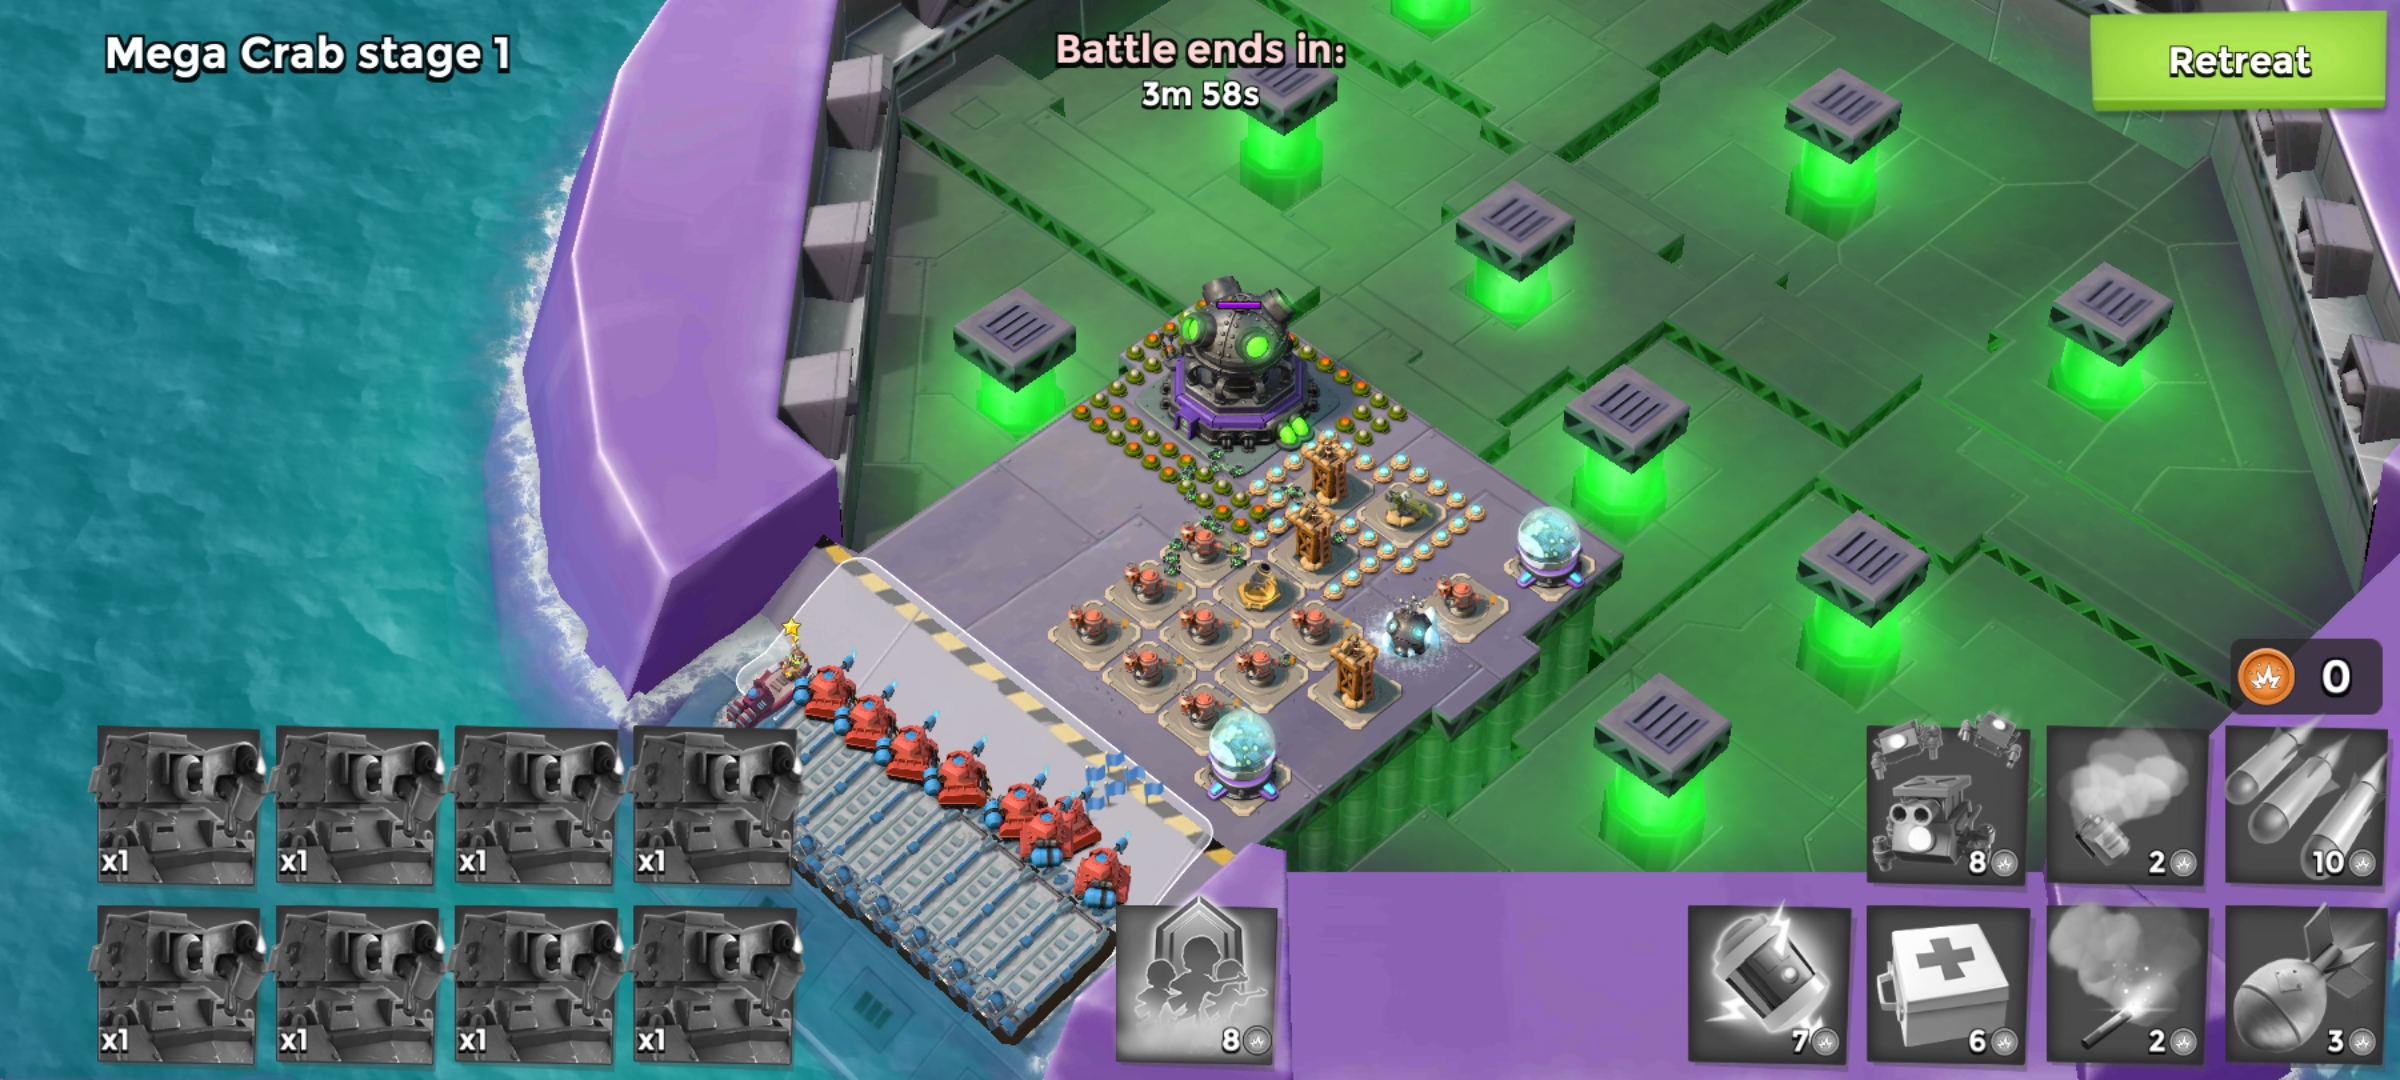 Mega Crab stage 1
Battle ends in:
3m 58s
Retreat
0
x1
x1
x1
x1
8
2
10
x1
x1
x1
x1
8
7
6
2
3